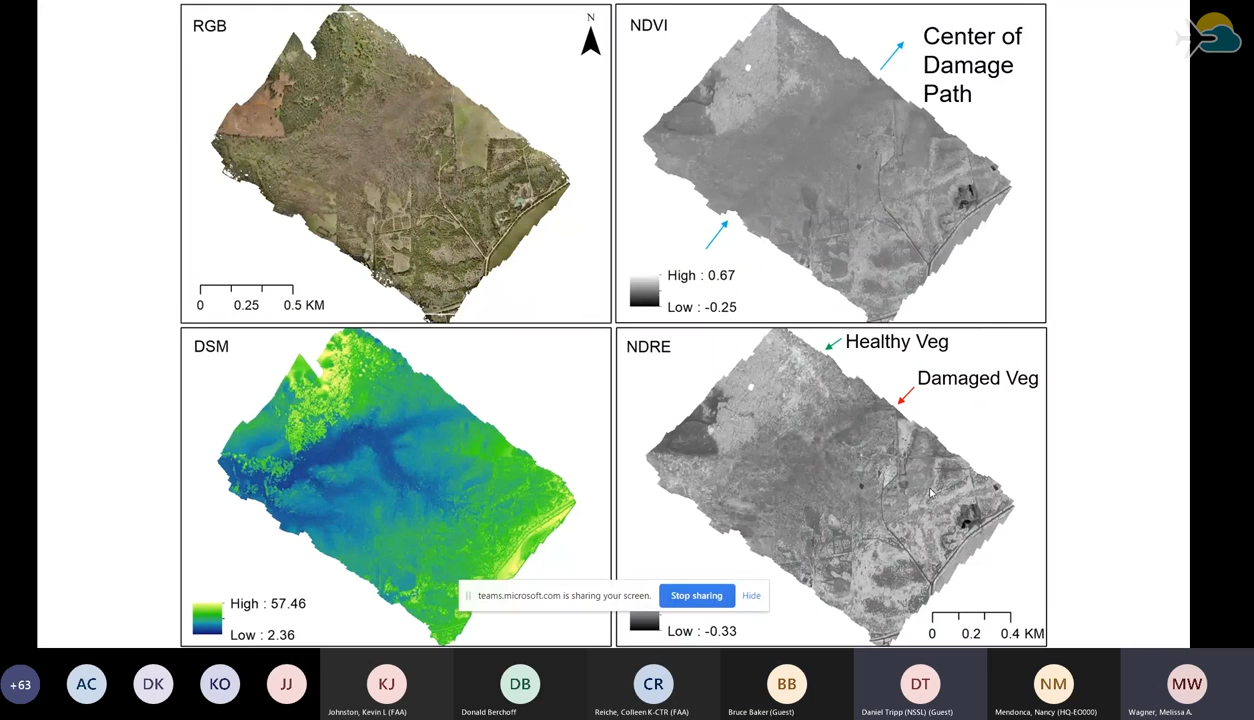 RGB
N
0 0.25 0.5 KM
NDVI
Center of
Damage
Path
High : 0.67
Low : -0.25
DSM
High : 57.46
Low : 2.36
NDRE
Healthy Veg
Damaged Veg
Low : -0.33
0 0.2 0.4 KM
teams.microsoft.com is sharing your screen.
Stop sharing
Hide
+63
AC
DK
KO
JJ
KJ
DB
CR
BB
DT
NM
MW
Johnston, Kevin L (FAA)
Donald Berchoff
Reiche, Colleen K-CTR (FAA)
Bruce Baker (Guest)
Daniel Tripp (NSSL) (Guest)
Mendonca, Nancy (HQ-EO000)
Wagner, Melissa A.